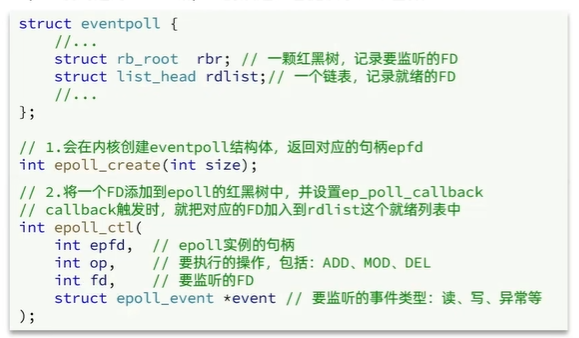 struct eventpoll {
//...
struct rb_root rbr; // 一颗红黑树，记录要监听的FD
struct list_head rdlist;// 一个链表，记录就绪的FD
//...
};
// 1.会在内核创建eventpoll结构体，返回对应的句柄epfd
int epoll_create(int size);
// 2.将一个FD添加到epoll的红黑树中，并设置ep_poll_callback
// callback触发时，就把对应的FD加入到rdlist这个就绪列表中
int epoll_ctl(
int epfd, // epoll实例的句柄
int op, // 要执行的操作，包括：ADD、MOD、DEL
int fd, // 要监听的FD
struct epoll_event *event // 要监听的事件类型：读、写、异常等
);